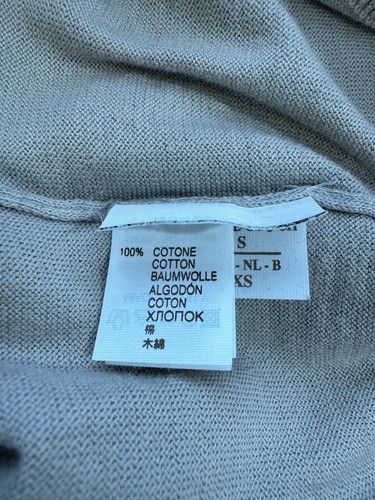 100% COTONE
COTTON
BAUMWOLLE
ALGODÓN
COTON
ХЛОПОК
棉
木綿
S
- NL - B
XS